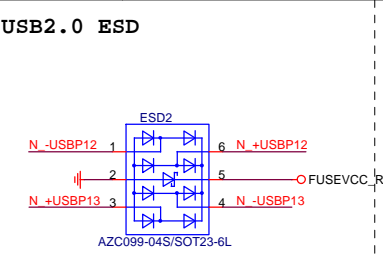 USB2.0 ESD
ESD2
N_-USBP12 1 6 N_+USBP12
2 5 FUSEVCC_R
N_+USBP13 3 4 N_-USBP13
AZC099-04S/SOT23-6L